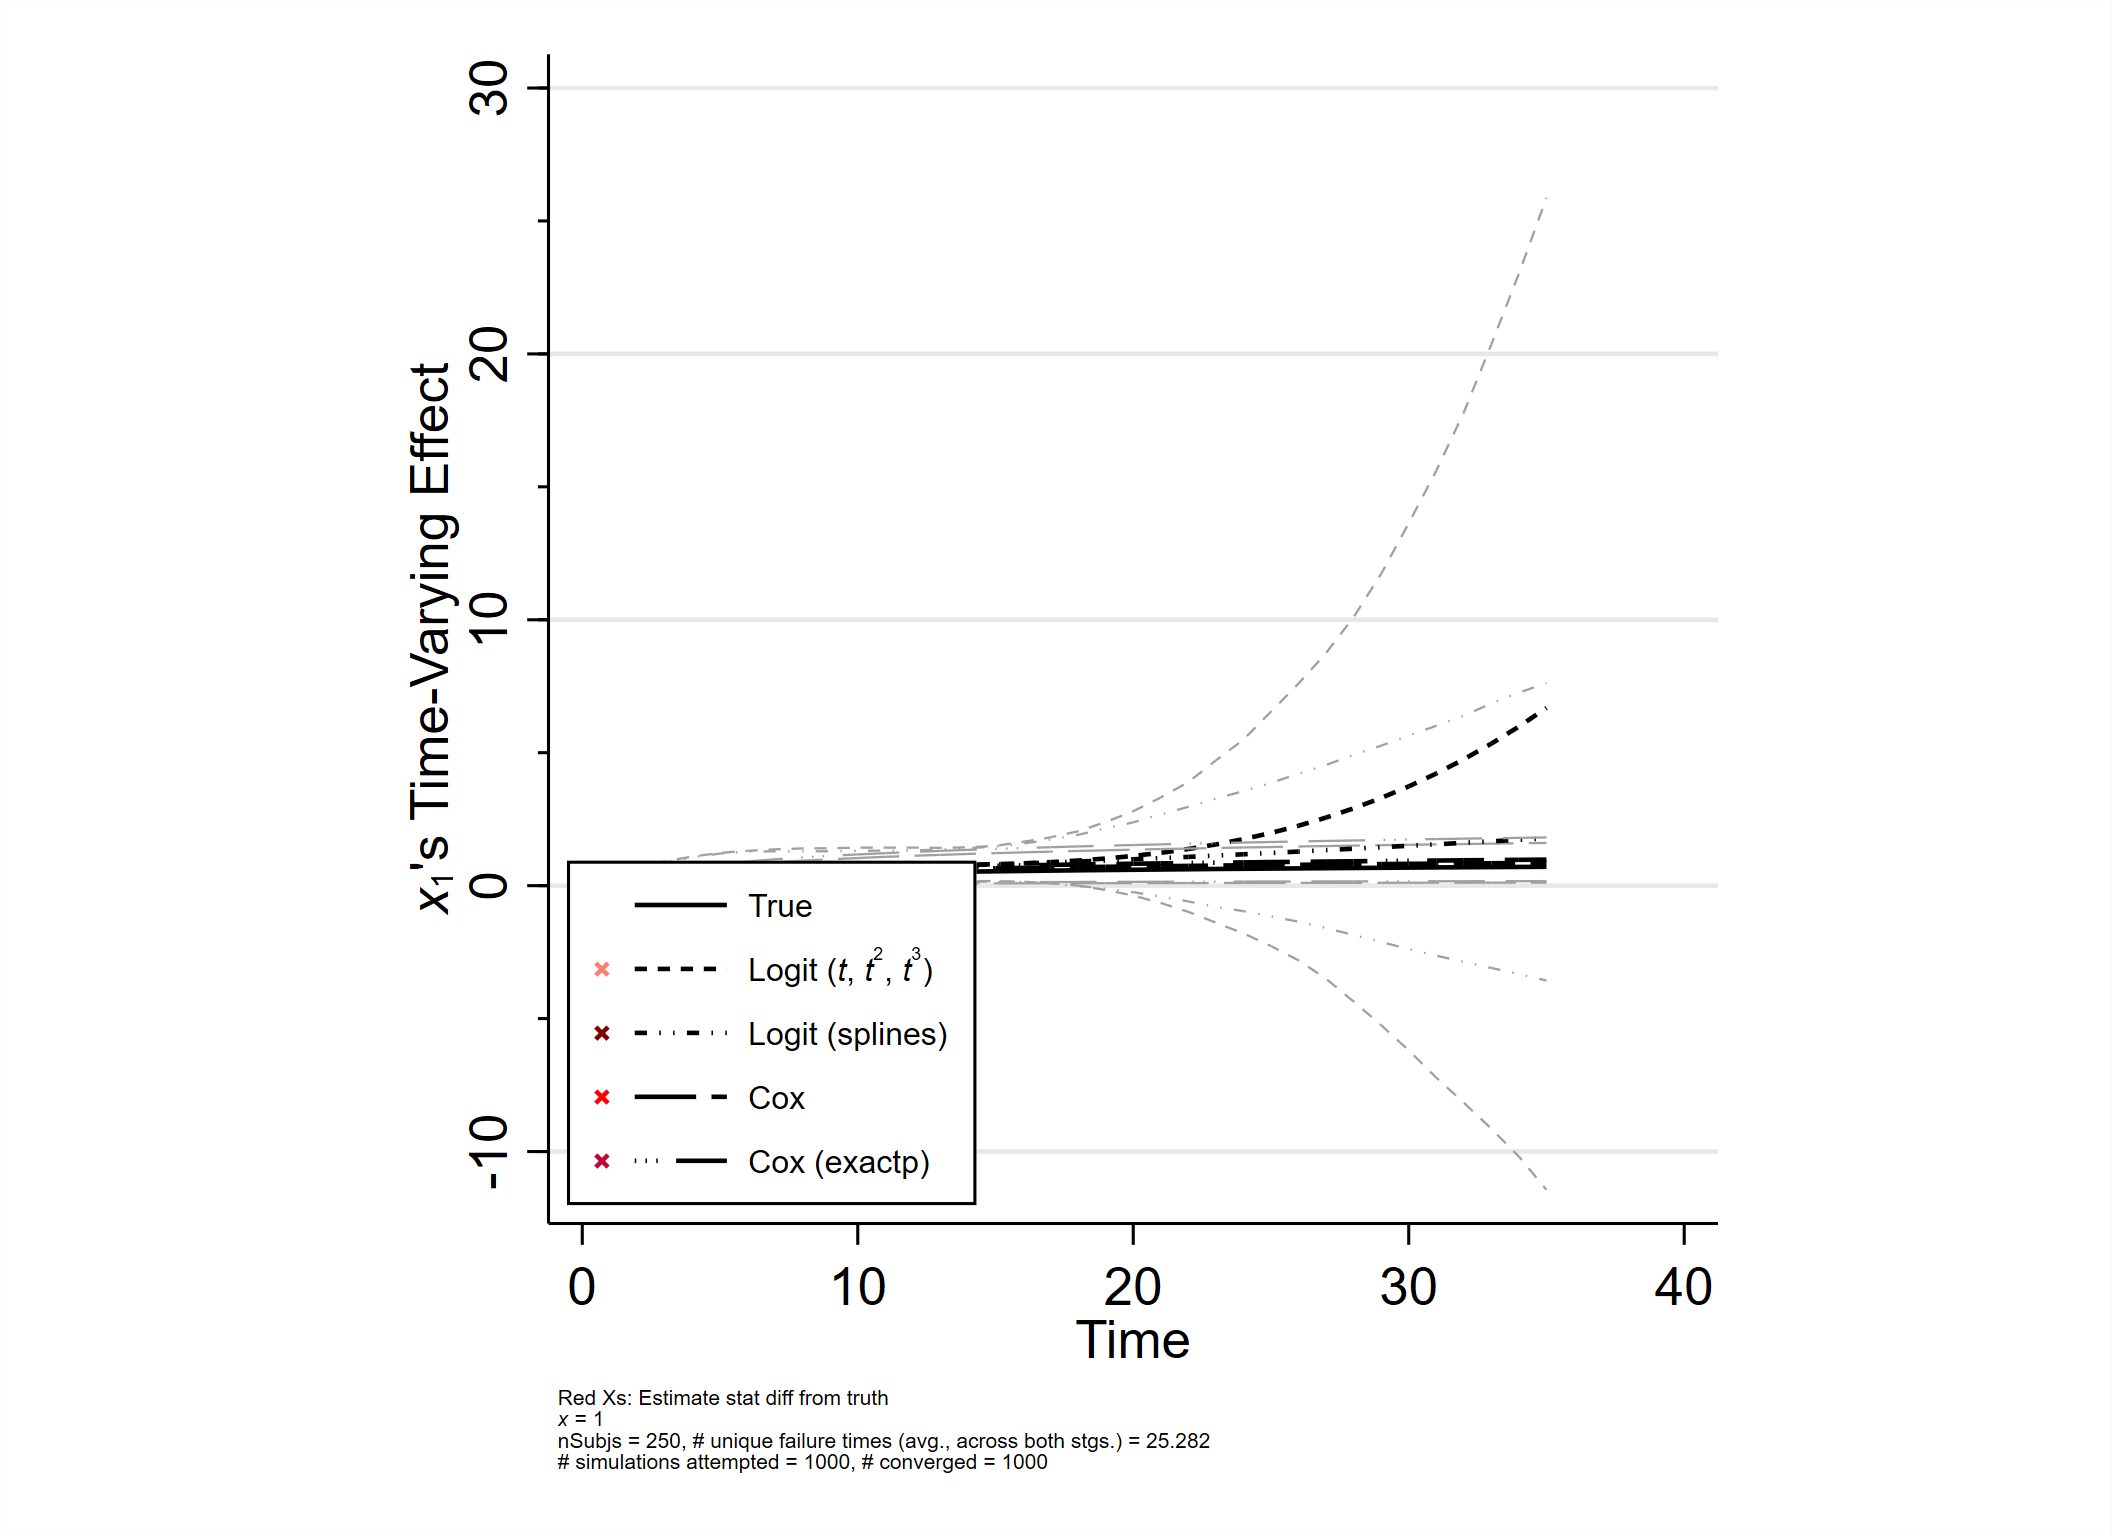 30
20
10
0
-10
x₁'s Time-Varying Effect
True
Logit (t, t², t³)
Logit (splines)
Cox
Cox (exactp)
0 10 20 30 40
Time
Red Xs: Estimate stat diff from truth
x = 1
nSubjs = 250, # unique failure times (avg., across both stgs.) = 25.282
# simulations attempted = 1000, # converged = 1000